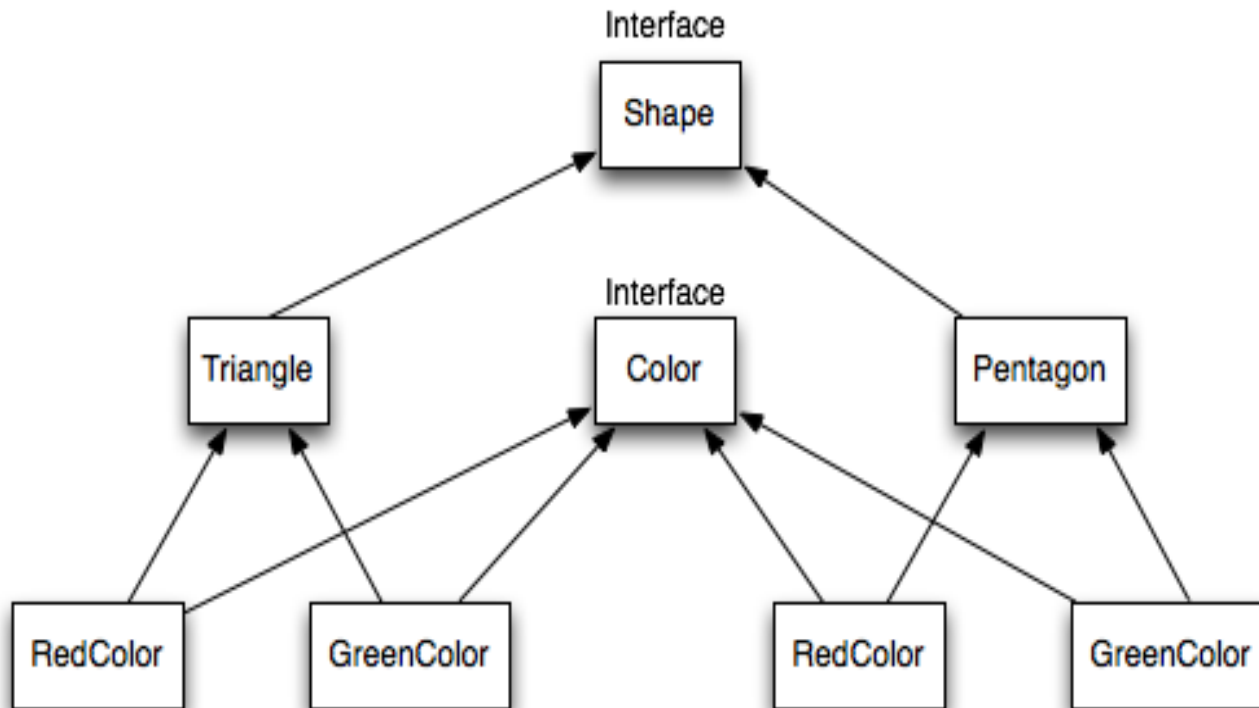 Interface
Shape
Interface
Triangle
Color
Pentagon
RedColor
GreenColor
RedColor
GreenColor